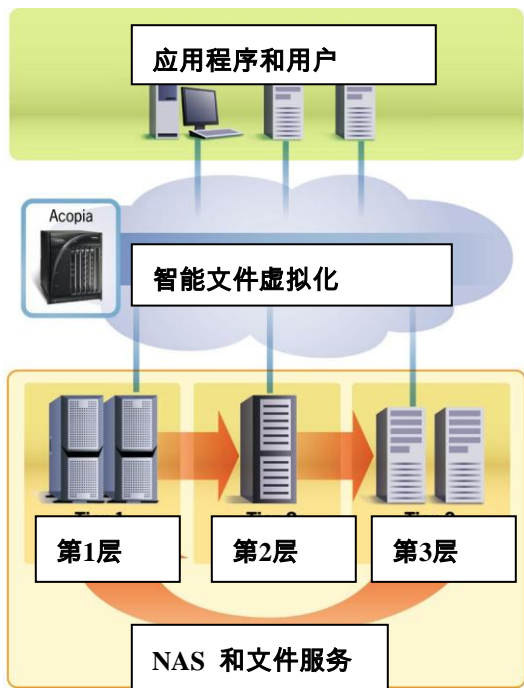 应用程序和用户
Acopia
智能文件虚拟化
第1层
第2层
第3层
NAS 和文件服务